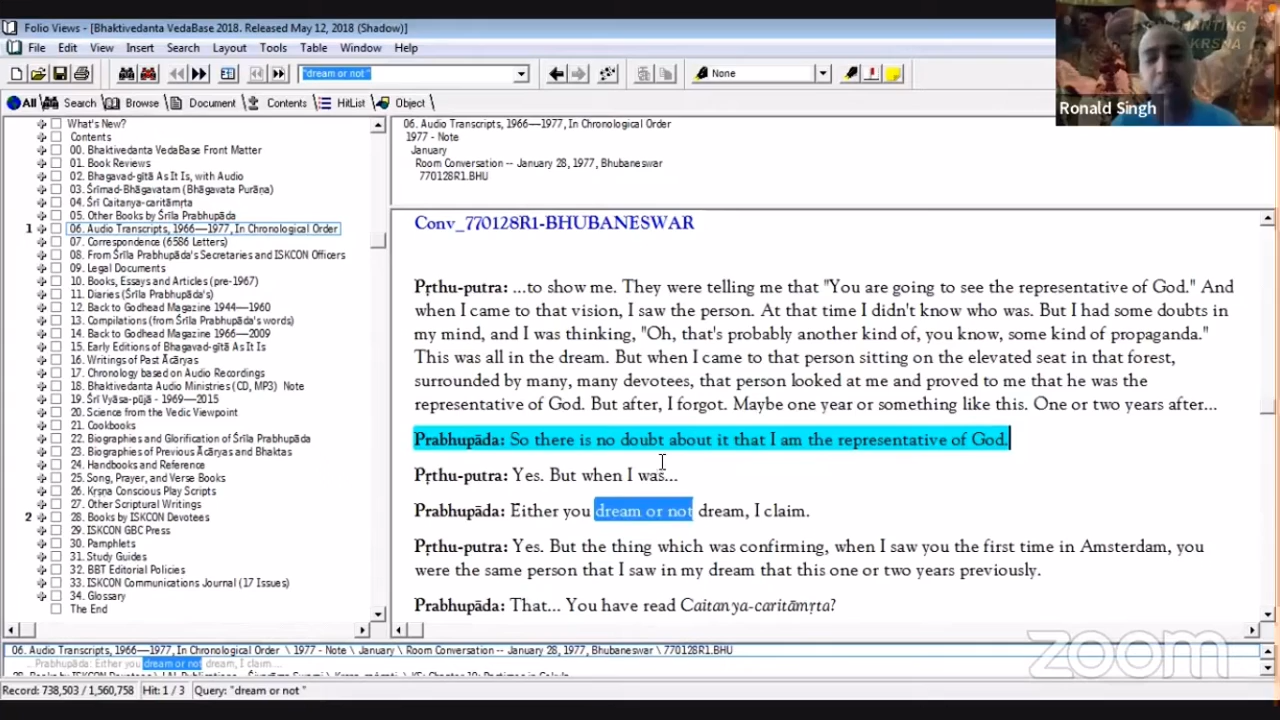 Folio Views - [Bhaktivedanta VedaBase 2018. Released May 12, 2018 (Shadow)]
File Edit View Insert Search Layout Tools Table Window Help
"dream or not "
None
All Search Browse Document Contents HitList Object
What's New?
Contents
00. Bhaktivedanta VedaBase Front Matter
01. Book Reviews
02. Bhagavad-gītā As It Is, with Audio
03. Śrīmad-Bhāgavatam (Bhāgavata Purāṇa)
04. Śrī Caitanya-caritāmṛta
05. Other Books by Śrīla Prabhupāda
1 06. Audio Transcripts, 1966—1977, In Chronological Order
07. Correspondence (6586 Letters)
08. From Śrīla Prabhupāda's Secretaries and ISKCON Officers
09. Legal Documents
10. Books, Essays and Articles (pre-1967)
11. Diaries (Śrīla Prabhupāda's)
12. Back to Godhead Magazine 1944—1960
13. Compilations (from Śrīla Prabhupāda's words)
14. Back to Godhead Magazine 1966—2009
15. Early Editions of Bhagavad-gītā As It Is
16. Writings of Past Ācāryas
17. Chronology based on Audio Recordings
18. Bhaktivedanta Audio Ministries (CD, MP3) Note
19. Śrī Vyāsa-pūjā - 1969—2015
20. Science from the Vedic Viewpoint
21. Cookbooks
22. Biographies and Glorification of Śrīla Prabhupāda
23. Biographies of Previous Ācāryas and Bhaktas
24. Handbooks and Reference
25. Song, Prayer, and Verse Books
26. Kṛṣṇa Conscious Play Scripts
27. Other Scriptural Writings
2 28. Books by ISKCON Devotees
29. ISKCON GBC Press
30. Pamphlets
31. Study Guides
32. BBT Editorial Policies
33. ISKCON Communications Journal (17 Issues)
34. Glossary
The End
06. Audio Transcripts, 1966—1977, In Chronological Order
1977 - Note
January
Room Conversation -- January 28, 1977, Bhubaneswar
770128R1.BHU
Conv_770128R1-BHUBANESWAR
Pṛthu-putra: ...to show me. They were telling me that "You are going to see the representative of God." And
when I came to that vision, I saw the person. At that time I didn't know who was. But I had some doubts in
my mind, and I was thinking, "Oh, that's probably another kind of, you know, some kind of propaganda."
This was all in the dream. But when I came to that person sitting on the elevated seat in that forest,
surrounded by many, many devotees, that person looked at me and proved to me that he was the
representative of God. But after, I forgot. Maybe one year or something like this. One or two years after...
Prabhupāda: So there is no doubt about it that I am the representative of God.
Pṛthu-putra: Yes. But when I was...
Prabhupāda: Either you dream or not dream, I claim.
Pṛthu-putra: Yes. But the thing which was confirming, when I saw you the first time in Amsterdam, you
were the same person that I saw in my dream that this one or two years previously.
Prabhupāda: That... You have read Caitanya-caritāmṛta?
06. Audio Transcripts, 1966—1977, In Chronological Order \ 1977 - Note \ January \ Room Conversation -- January 28, 1977, Bhubaneswar \ 770128R1.BHU
... Prabhupāda: Either you dream or not dream, I claim....
Record: 738,503 / 1,560,758 Hit: 1 / 3 Query: "dream or not "
KRSNA
Ronald Singh
zoom